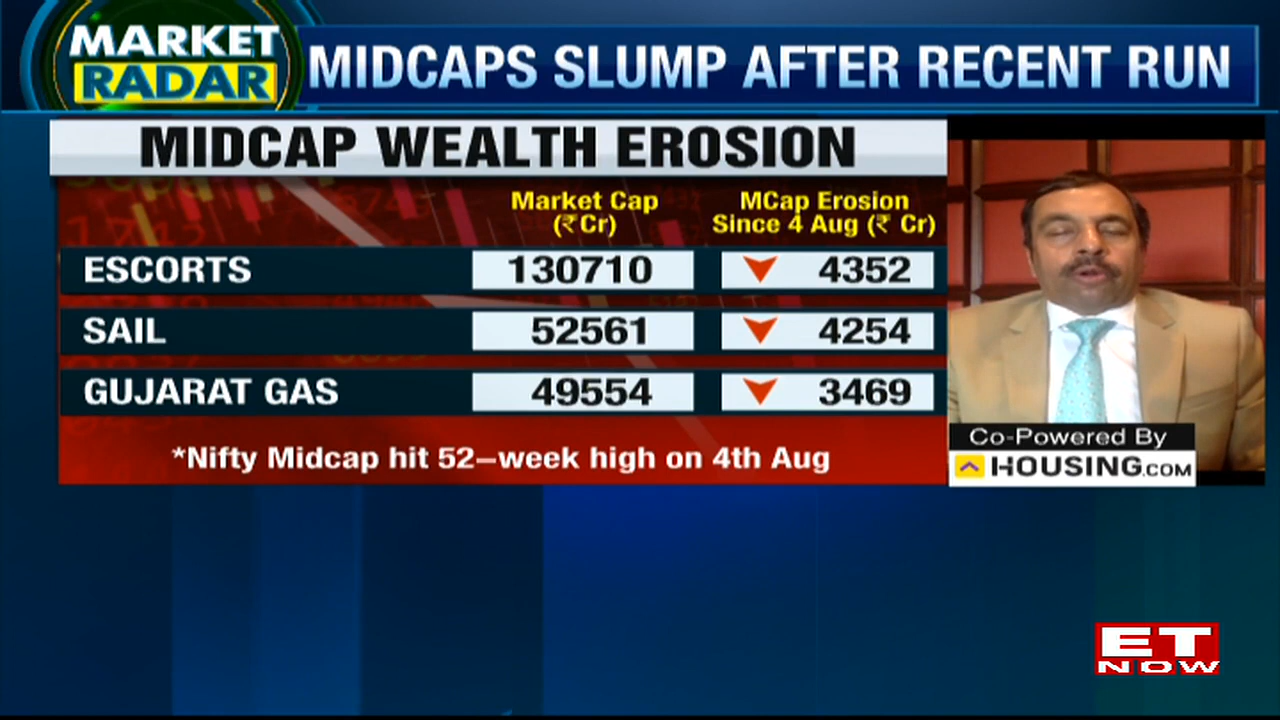 MARKET
RADAR
MIDCAPS SLUMP AFTER RECENT RUN
MIDCAP WEALTH EROSION
Market Cap
(₹Cr)
MCap Erosion
Since 4 Aug (₹ Cr)
ESCORTS 130710 4352
SAIL 52561 4254
GUJARAT GAS 49554 3469
*Nifty Midcap hit 52–week high on 4th Aug
Co-Powered By
HOUSING.COM
ET
NOW